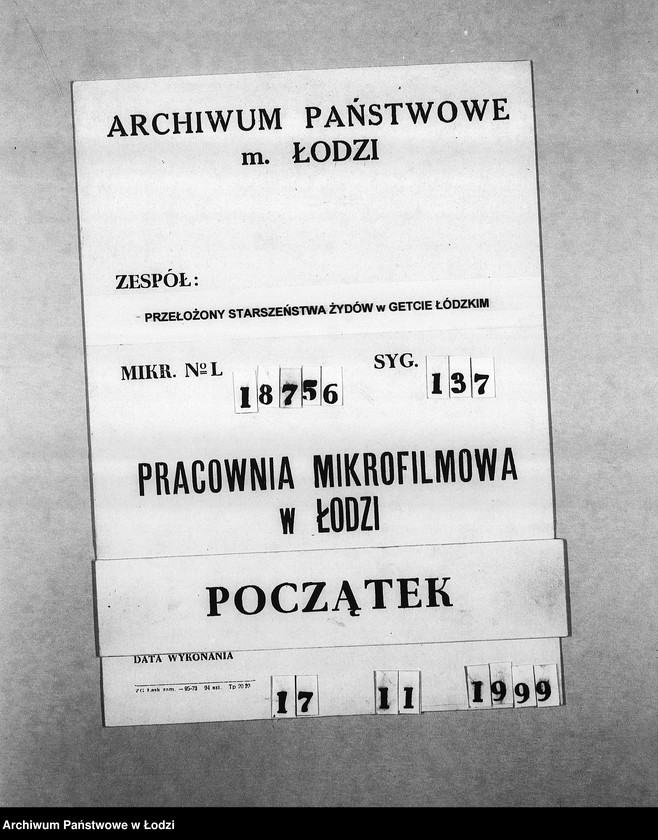 ARCHIWUM PAŃSTWOWE
m. ŁODZI
ZESPÓŁ:
- PRZEŁOŻONY STARSZEŃSTWA ŻYDÓW w GETCIE ŁÓDZKIM
MIKR. Nº L 18756 SYG. 137
PRACOWNIA MIKROFILMOWA
w ŁODZI
POCZĄTEK
DATA WYKONANIA
17 11 1999
Archiwum Państwowe w Łodzi